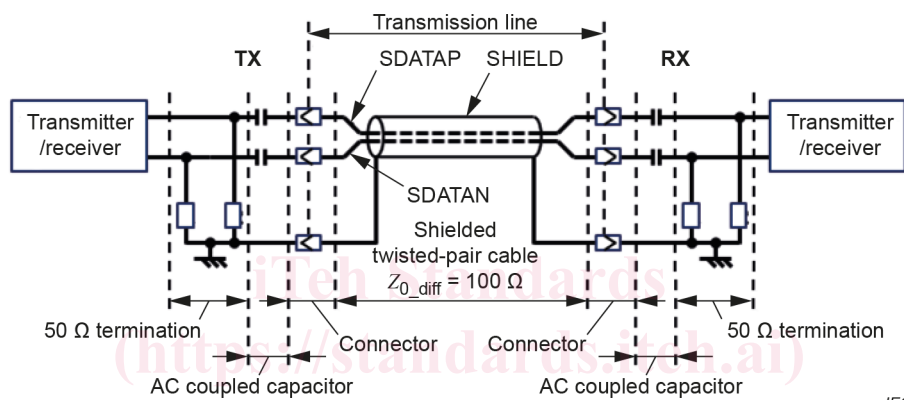 Transmission line
TX
SDATAP
SHIELD
RX
Transmitter
/receiver
Transmitter
/receiver
SDATAN
Shielded
twisted-pair cable
Z0_diff = 100 Ω
iTeh Standards
50 Ω termination
Connector
Connector
50 Ω termination
(https://standards.iteh.ai)
AC coupled capacitor
AC coupled capacitor